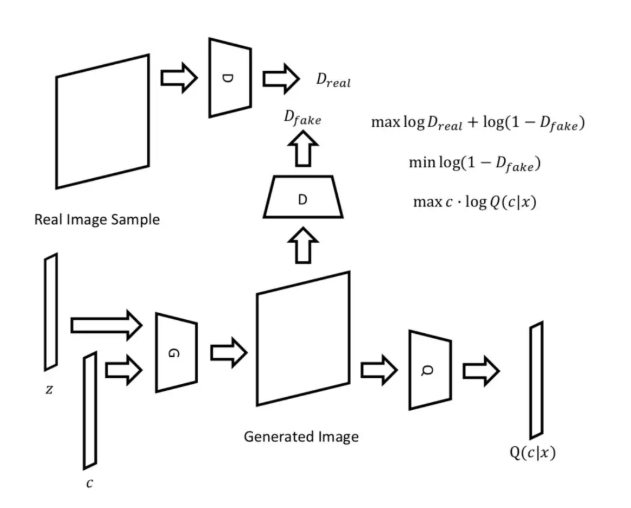 D
D_real
D_fake
max log D_real + log(1 − D_fake)
min log(1 − D_fake)
max c · log Q(c|x)
D
Real Image Sample
G
Q
z
Generated Image
Q(c|x)
c